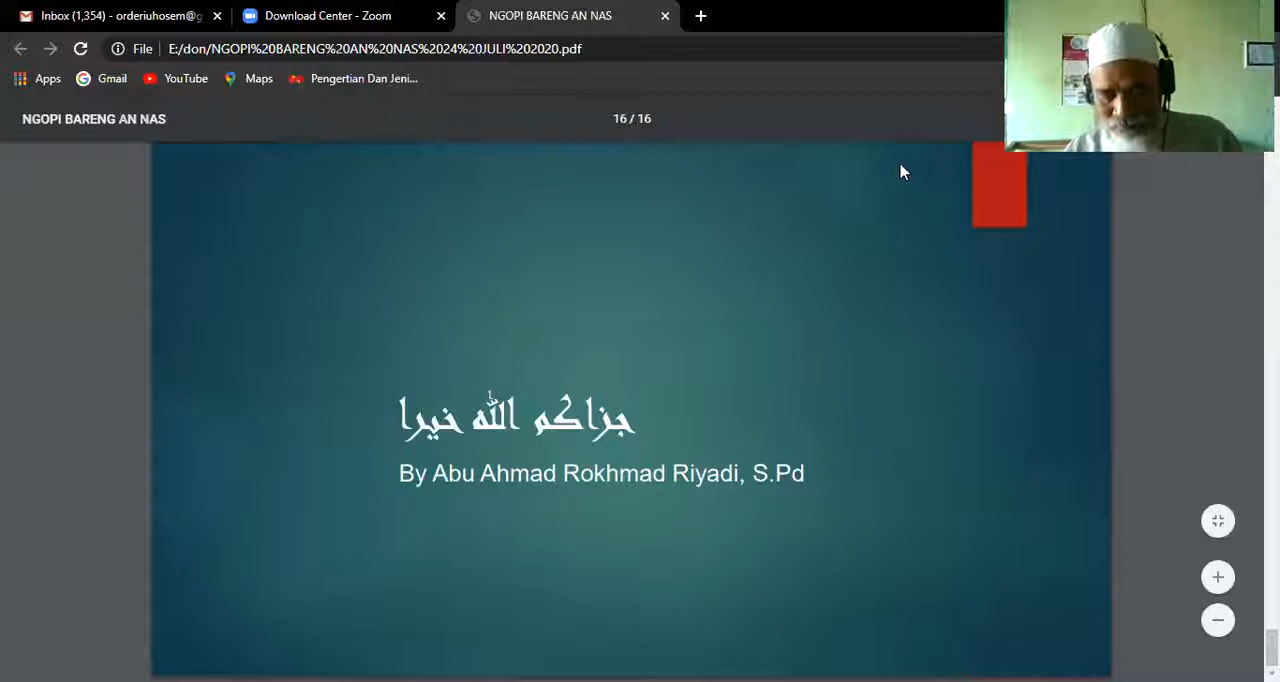 Inbox (1,354) - orderiuhosem@g
Download Center - Zoom
NGOPI BARENG AN NAS
File
E:/don/NGOPI%20BARENG%20AN%20NAS%2024%20JULI%202020.pdf
Apps
Gmail
YouTube
Maps
Pengertian Dan Jeni...
NGOPI BARENG AN NAS
16 / 16
جزاكم الله خيرا
By Abu Ahmad Rokhmad Riyadi, S.Pd